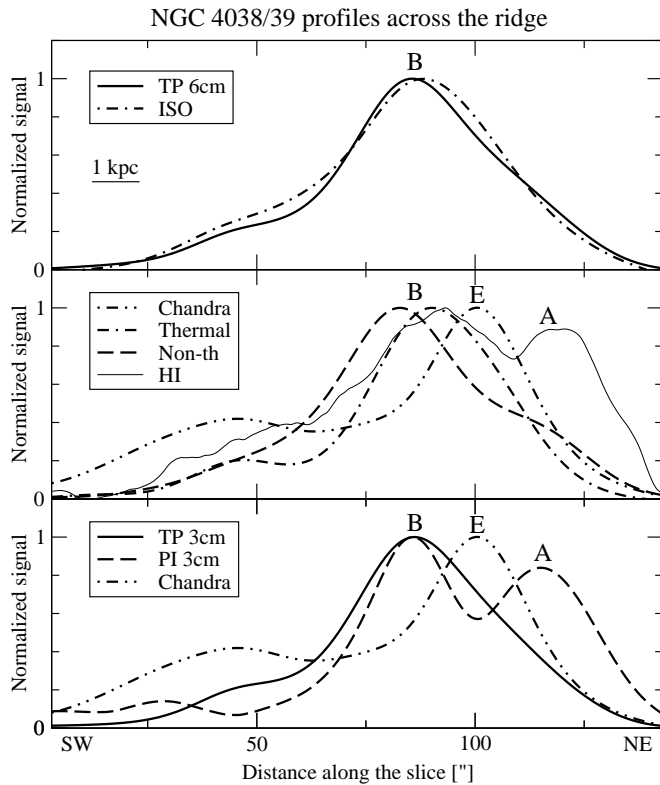 NGC 4038/39 profiles across the ridge
B
1
TP 6cm
ISO
1 kpc
Normalized signal
0
B
E
A
1
Chandra
Thermal
Non-th
HI
Normalized signal
0
B
E
A
1
TP 3cm
PI 3cm
Chandra
Normalized signal
0
SW
50
100
NE
Distance along the slice ["]